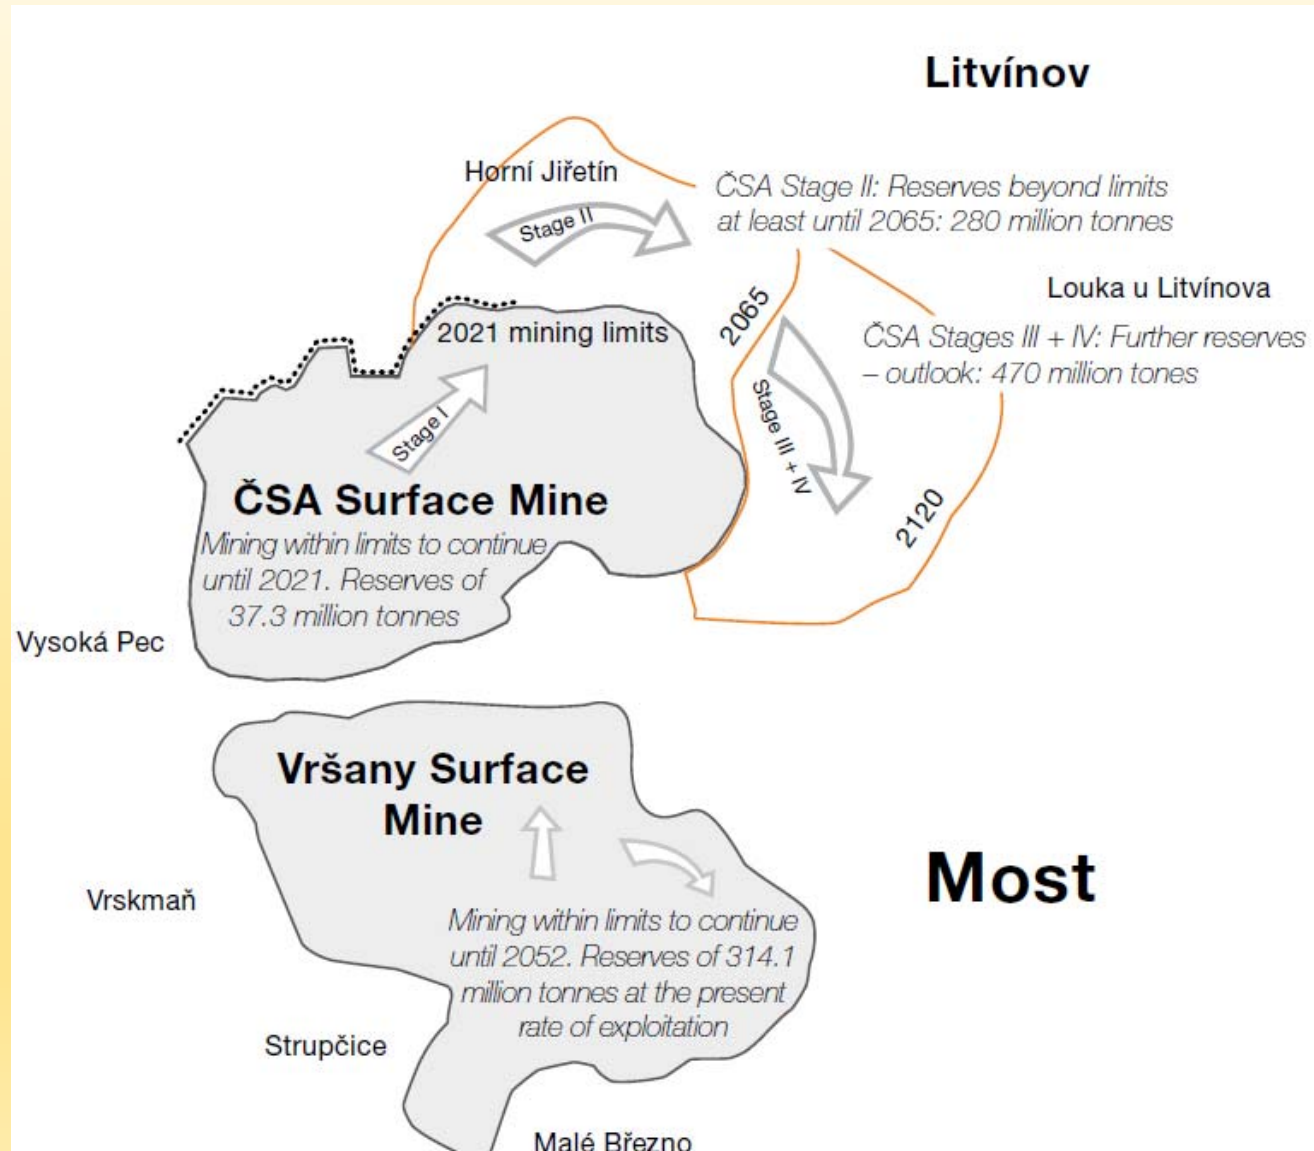 Litvínov
Horní Jiřetín
ČSA Stage II: Reserves beyond limits
at least until 2065: 280 million tonnes
Stage II
Louka u Litvínova
2065
2021 mining limits
ČSA Stages III + IV: Further reserves
– outlook: 470 million tones
Stage I
Stage III + IV
ČSA Surface Mine
2120
Mining within limits to continue
until 2021. Reserves of
37.3 million tonnes
Vysoká Pec
Vršany Surface
Mine
Most
Vrskmaň
Mining within limits to continue
until 2052. Reserves of 314.1
million tonnes at the present
rate of exploitation
Strupčice
Malé Březno